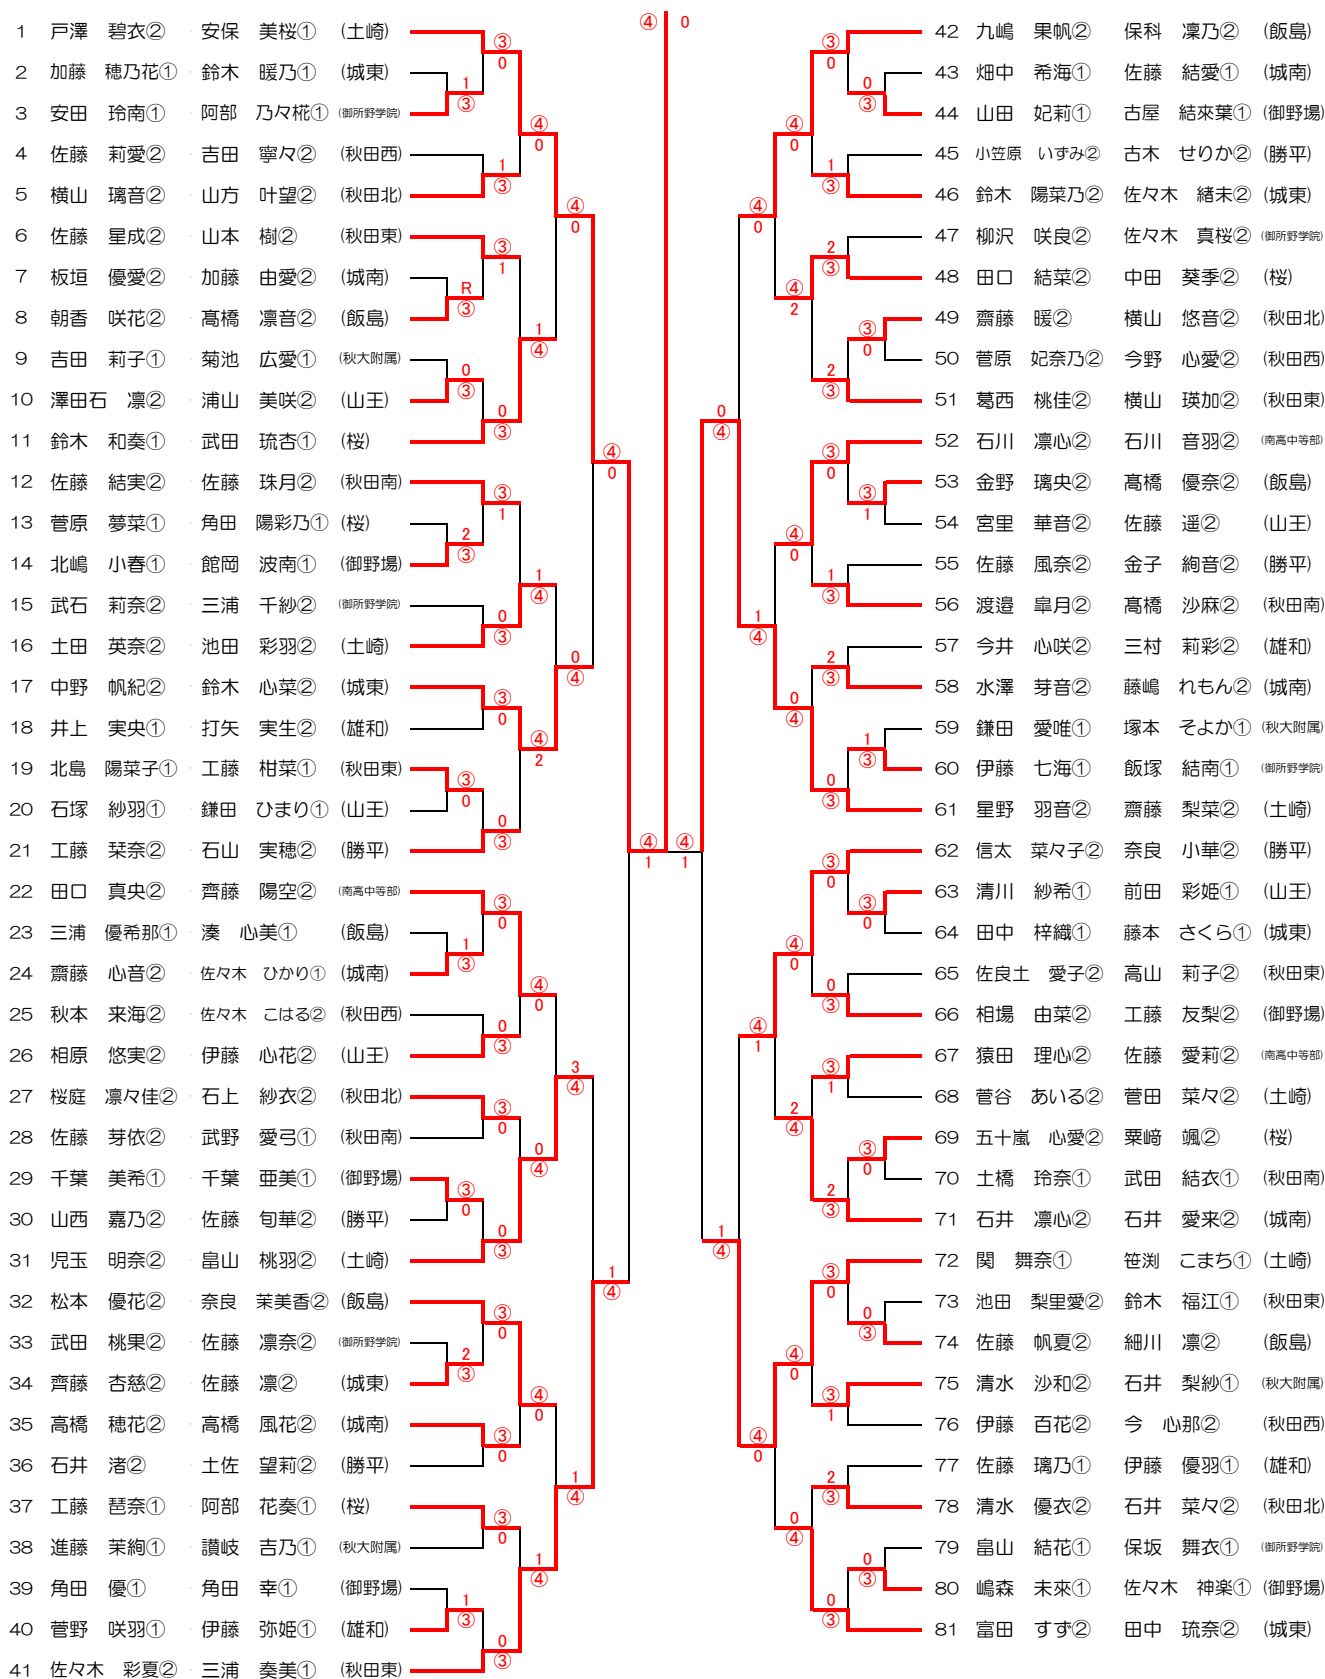 ④ 0
1 戸澤 碧衣② 安保 美桜① (土崎)
2 加藤 穂乃花① 鈴木 暖乃① (城東)
3 安田 玲南① 阿部 乃々椛① (御所野学院)
4 佐藤 莉愛② 吉田 寧々② (秋田西)
5 横山 璃音② 山方 叶望② (秋田北)
6 佐藤 星成② 山本 樹② (秋田東)
7 板垣 優愛② 加藤 由愛② (城南)
8 朝香 咲花② 髙橋 凛音② (飯島)
9 吉田 莉子① 菊池 広愛① (秋大附属)
10 澤田石 凛② 浦山 美咲② (山王)
11 鈴木 和奏① 武田 琉杏① (桜)
12 佐藤 結実② 佐藤 珠月② (秋田南)
13 菅原 夢菜① 角田 陽彩乃① (桜)
14 北嶋 小春① 館岡 波南① (御野場)
15 武石 莉奈② 三浦 千紗② (御所野学院)
16 土田 英奈② 池田 彩羽② (土崎)
17 中野 帆紀② 鈴木 心菜② (城東)
18 井上 実央① 打矢 実生② (雄和)
19 北島 陽菜子① 工藤 柑菜① (秋田東)
20 石塚 紗羽① 鎌田 ひまり① (山王)
21 工藤 栞奈② 石山 実穂② (勝平)
22 田口 真央② 齊藤 陽空② (南高中等部)
23 三浦 優希那① 湊 心美① (飯島)
24 齋藤 心音② 佐々木 ひかり① (城南)
25 秋本 来海② 佐々木 こはる② (秋田西)
26 相原 悠実② 伊藤 心花② (山王)
27 桜庭 凛々佳② 石上 紗衣② (秋田北)
28 佐藤 芽依② 武野 愛弓① (秋田南)
29 千葉 美希① 千葉 亜美① (御野場)
30 山西 嘉乃② 佐藤 旬華② (勝平)
31 児玉 明奈② 畠山 桃羽② (土崎)
32 松本 優花② 奈良 茉美香② (飯島)
33 武田 桃果② 佐藤 凛奈② (御所野学院)
34 齊藤 杏慈② 佐藤 凛② (城東)
35 高橋 穂花② 高橋 風花② (城南)
36 石井 渚② 土佐 望莉② (勝平)
37 工藤 琶奈① 阿部 花奏① (桜)
38 進藤 茉絢① 讃岐 吉乃① (秋大附属)
39 角田 優① 角田 幸① (御野場)
40 菅野 咲羽① 伊藤 弥姫① (雄和)
41 佐々木 彩夏② 三浦 奏美① (秋田東)
42 九嶋 果帆② 保科 凜乃② (飯島)
43 畑中 希海① 佐藤 結愛① (城南)
44 山田 妃莉① 古屋 結來葉① (御野場)
45 小笠原 いずみ② 古木 せりか② (勝平)
46 鈴木 陽菜乃② 佐々木 緒未② (城東)
47 柳沢 咲良② 佐々木 真桜② (御所野学院)
48 田口 結菜② 中田 葵季② (桜)
49 齋藤 暖② 横山 悠音② (秋田北)
50 菅原 妃奈乃② 今野 心愛② (秋田西)
51 葛西 桃佳② 横山 瑛加② (秋田東)
52 石川 凛心② 石川 音羽② (南高中等部)
53 金野 璃央② 髙橋 優奈② (飯島)
54 宮里 華音② 佐藤 遥② (山王)
55 佐藤 風奈② 金子 絢音② (勝平)
56 渡邉 皐月② 髙橋 沙麻② (秋田南)
57 今井 心咲② 三村 莉彩② (雄和)
58 水澤 芽音② 藤嶋 れもん② (城南)
59 鎌田 愛唯① 塚本 そよか① (秋大附属)
60 伊藤 七海① 飯塚 結南① (御所野学院)
61 星野 羽音② 齋藤 梨菜② (土崎)
62 信太 菜々子② 奈良 小華② (勝平)
63 清川 紗希① 前田 彩姫① (山王)
64 田中 梓織① 藤本 さくら① (城東)
65 佐良土 愛子② 高山 莉子② (秋田東)
66 相場 由菜② 工藤 友梨② (御野場)
67 猿田 理心② 佐藤 愛莉② (南高中等部)
68 菅谷 あいる② 菅田 菜々② (土崎)
69 五十嵐 心愛② 粟﨑 颯② (桜)
70 土橋 玲奈① 武田 結衣① (秋田南)
71 石井 凛心② 石井 愛来② (城南)
72 関 舞奈① 笹渕 こまち① (土崎)
73 池田 梨里愛② 鈴木 福江① (秋田東)
74 佐藤 帆夏② 細川 凛② (飯島)
75 清水 沙和② 石井 梨紗① (秋大附属)
76 伊藤 百花② 今 心那② (秋田西)
77 佐藤 璃乃① 伊藤 優羽① (雄和)
78 清水 優衣② 石井 菜々② (秋田北)
79 畠山 結花① 保坂 舞衣① (御所野学院)
80 嶋森 未來① 佐々木 神楽① (御野場)
81 富田 すず② 田中 琉奈② (城東)